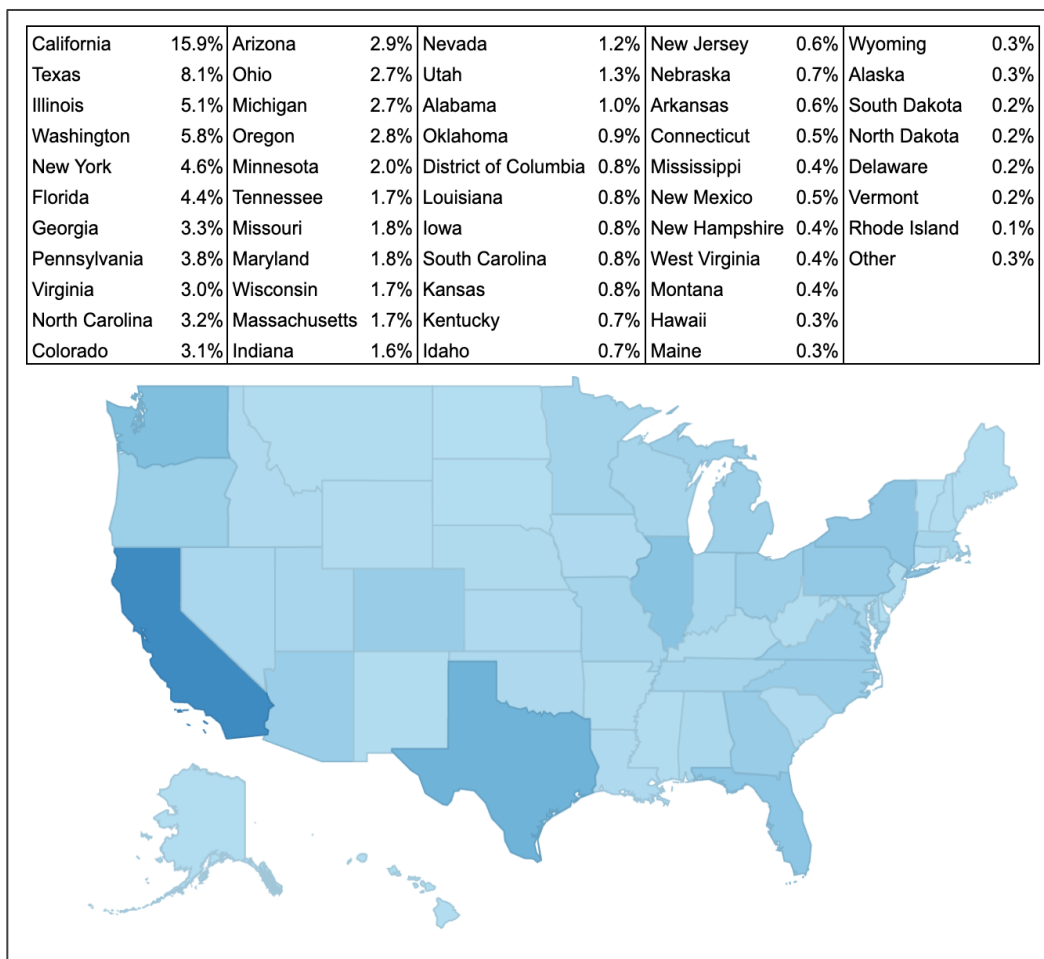 California 15.9% Arizona 2.9% Nevada 1.2% New Jersey 0.6% Wyoming 0.3%
Texas 8.1% Ohio 2.7% Utah 1.3% Nebraska 0.7% Alaska 0.3%
Illinois 5.1% Michigan 2.7% Alabama 1.0% Arkansas 0.6% South Dakota 0.2%
Washington 5.8% Oregon 2.8% Oklahoma 0.9% Connecticut 0.5% North Dakota 0.2%
New York 4.6% Minnesota 2.0% District of Columbia 0.8% Mississippi 0.4% Delaware 0.2%
Florida 4.4% Tennessee 1.7% Louisiana 0.8% New Mexico 0.5% Vermont 0.2%
Georgia 3.3% Missouri 1.8% Iowa 0.8% New Hampshire 0.4% Rhode Island 0.1%
Pennsylvania 3.8% Maryland 1.8% South Carolina 0.8% West Virginia 0.4% Other 0.3%
Virginia 3.0% Wisconsin 1.7% Kansas 0.8% Montana 0.4%
North Carolina 3.2% Massachusetts 1.7% Kentucky 0.7% Hawaii 0.3%
Colorado 3.1% Indiana 1.6% Idaho 0.7% Maine 0.3%